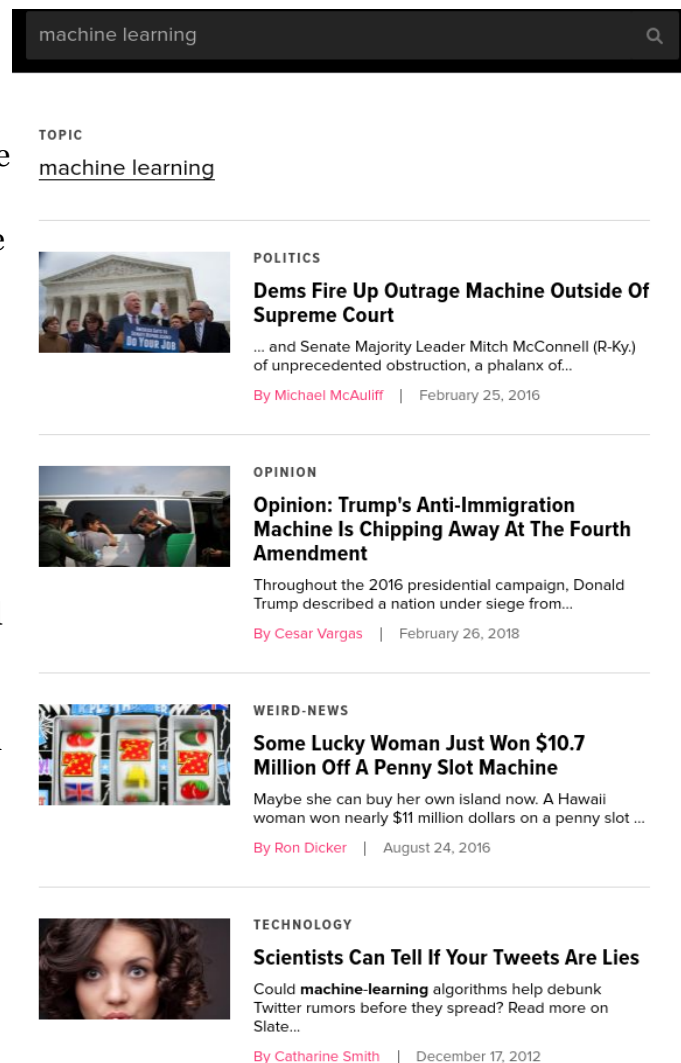 machine learning
TOPIC
e
machine learning
e
POLITICS
Dems Fire Up Outrage Machine Outside Of
Supreme Court
DO YOUR JOB
... and Senate Majority Leader Mitch McConnell (R-Ky.)
of unprecedented obstruction, a phalanx of...
By Michael McAuliff | February 25, 2016
OPINION
Opinion: Trump's Anti-Immigration
Machine Is Chipping Away At The Fourth
Amendment
Throughout the 2016 presidential campaign, Donald
Trump described a nation under siege from...
By Cesar Vargas | February 26, 2018
WEIRD-NEWS
Some Lucky Woman Just Won $10.7
Million Off A Penny Slot Machine
Maybe she can buy her own island now. A Hawaii
woman won nearly $11 million dollars on a penny slot ...
By Ron Dicker | August 24, 2016
TECHNOLOGY
Scientists Can Tell If Your Tweets Are Lies
Could machine-learning algorithms help debunk
Twitter rumors before they spread? Read more on
Slate...
By Catharine Smith | December 17, 2012